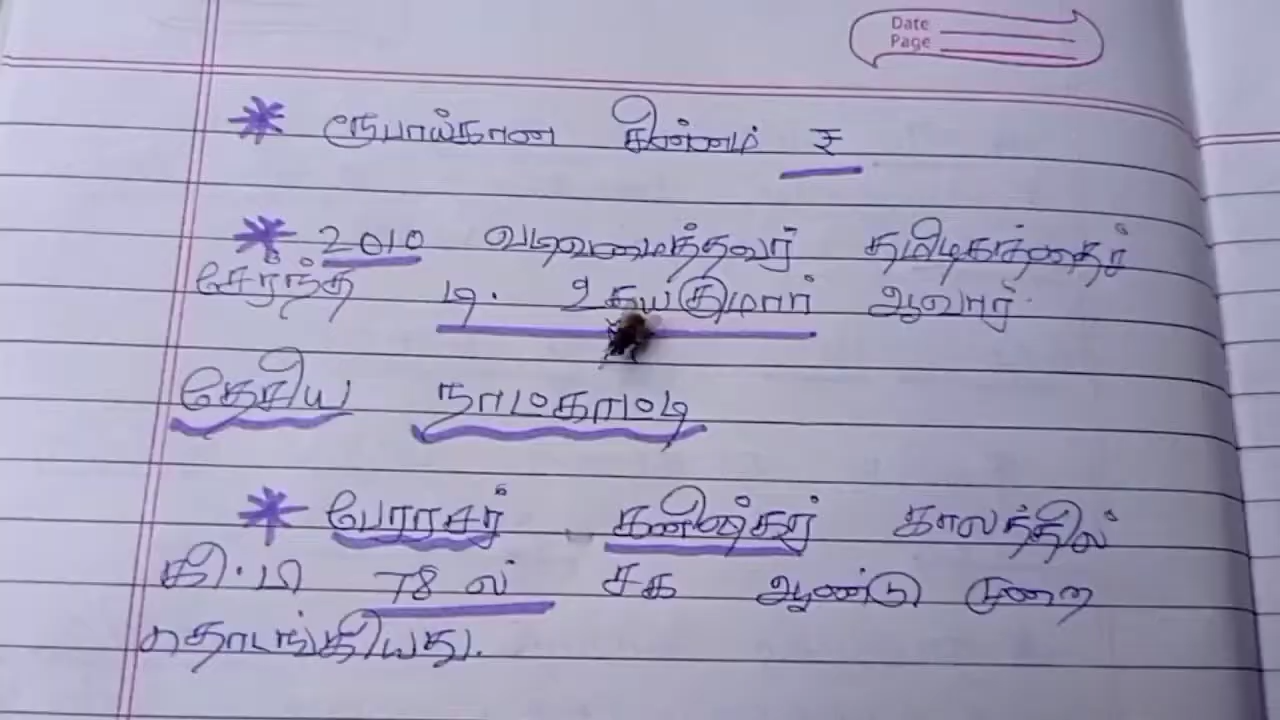 Date
Page
* ரூபாய்கான சின்னம் ₹
* 2010 வடிவமைத்தவர் தமிழகத்தைச்
சேர்ந்த டி. உதயகுமார் ஆவார்.
தேசிய நாட்காட்டி
* பேரரசர் கனிஷ்கர் காலத்தில்
கி.பி 78 ல் சக ஆண்டு முறை
தொடங்கியது.